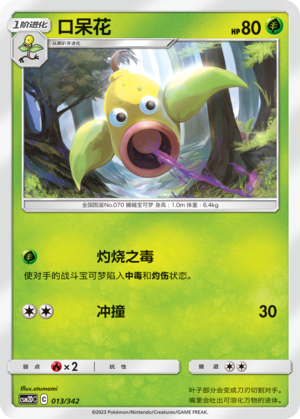 1阶进化
口呆花
HP80
从喇叭芽进化
全国图鉴No.070 捕蝇宝可梦 身高：1.0m 体重：6.4kg
灼烧之毒
使对手的战斗宝可梦陷入中毒和灼伤状态。
冲撞 30
弱点 ×2 抗性 撤退
Illus.otumami
CSM2D C G 013/342
叶子部分会变成刀刃切碎对手。
嘴里会吐出可溶化万物的液体。
©2023 Pokémon/Nintendo/Creatures/GAME FREAK.